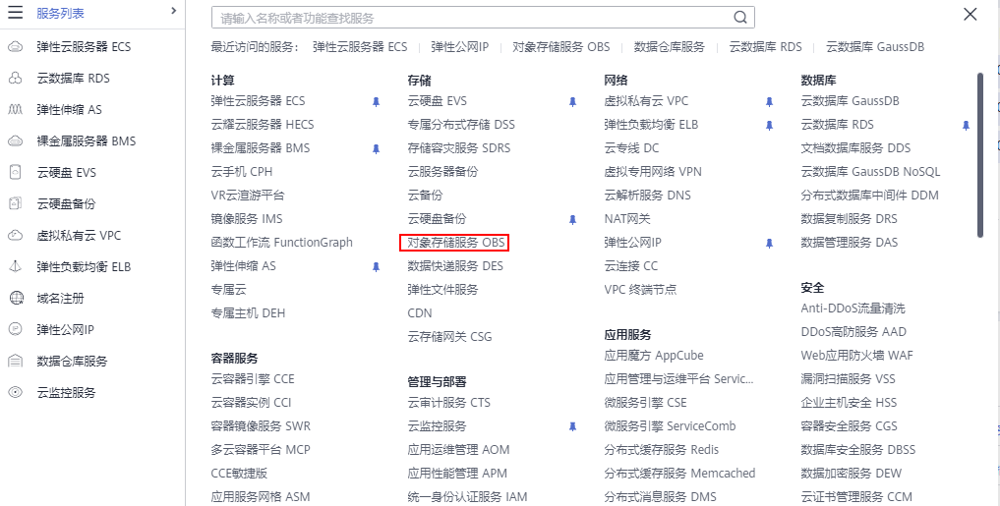 服务列表
弹性云服务器 ECS
云数据库 RDS
弹性伸缩 AS
裸金属服务器 BMS
云硬盘 EVS
云硬盘备份
虚拟私有云 VPC
弹性负载均衡 ELB
域名注册
弹性公网IP
数据仓库服务
云监控服务
请输入名称或者功能查找服务
最近访问的服务： 弹性云服务器 ECS 弹性公网IP 对象存储服务 OBS 数据仓库服务 云数据库 RDS 云数据库 GaussDB
计算
弹性云服务器 ECS
云耀云服务器 HECS
裸金属服务器 BMS
云手机 CPH
VR云渲游平台
镜像服务 IMS
函数工作流 FunctionGraph
弹性伸缩 AS
专属云
专属主机 DEH
容器服务
云容器引擎 CCE
云容器实例 CCI
容器镜像服务 SWR
多云容器平台 MCP
CCE敏捷版
应用服务网格 ASM
存储
云硬盘 EVS
专属分布式存储 DSS
存储容灾服务 SDRS
云服务器备份
云备份
云硬盘备份
对象存储服务 OBS
数据快递服务 DES
弹性文件服务
CDN
云存储网关 CSG
管理与部署
云审计服务 CTS
云监控服务
应用运维管理 AOM
应用性能管理 APM
统一身份认证服务 IAM
网络
虚拟私有云 VPC
弹性负载均衡 ELB
云专线 DC
虚拟专用网络 VPN
云解析服务 DNS
NAT网关
弹性公网IP
云连接 CC
VPC 终端节点
应用服务
应用魔方 AppCube
应用管理与运维平台 Servic...
微服务引擎 CSE
微服务引擎 ServiceComb
分布式缓存服务 Redis
分布式缓存服务 Memcached
分布式消息服务 DMS
数据库
云数据库 GaussDB
云数据库 RDS
文档数据库服务 DDS
云数据库 GaussDB NoSQL
分布式数据库中间件 DDM
数据复制服务 DRS
数据管理服务 DAS
安全
Anti-DDoS流量清洗
DDoS高防服务 AAD
Web应用防火墙 WAF
漏洞扫描服务 VSS
企业主机安全 HSS
容器安全服务 CGS
数据库安全服务 DBSS
数据加密服务 DEW
云证书管理服务 CCM